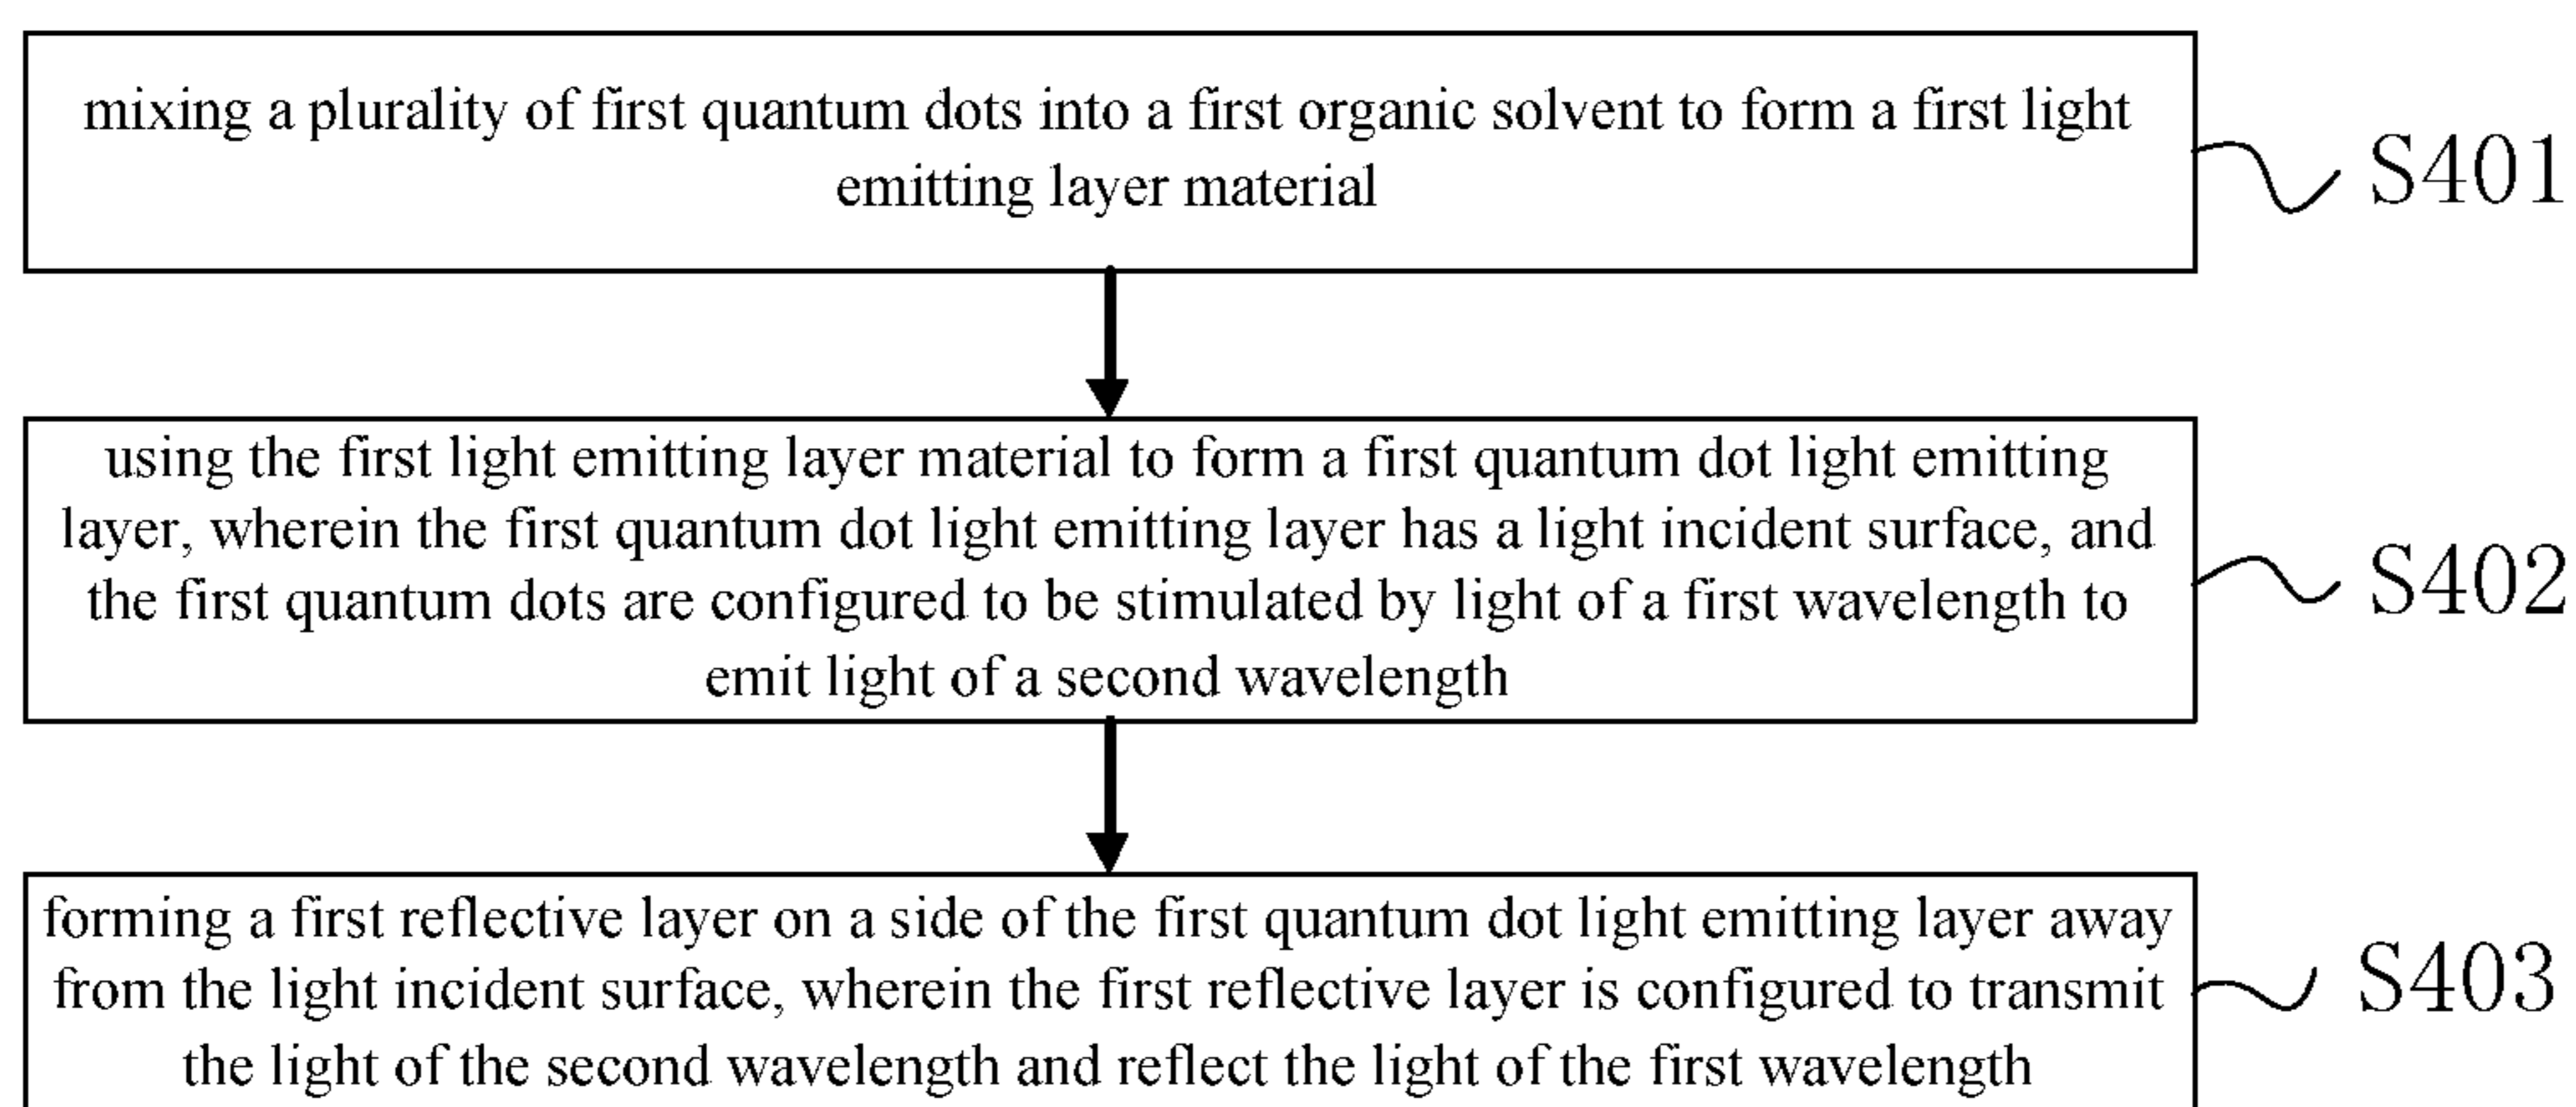 mixing a plurality of first quantum dots into a first organic solvent to form a first light
emitting layer material
S401
using the first light emitting layer material to form a first quantum dot light emitting
layer, wherein the first quantum dot light emitting layer has a light incident surface, and
the first quantum dots are configured to be stimulated by light of a first wavelength to
emit light of a second wavelength
S402
forming a first reflective layer on a side of the first quantum dot light emitting layer away
from the light incident surface, wherein the first reflective layer is configured to transmit
the light of the second wavelength and reflect the light of the first wavelength
S403